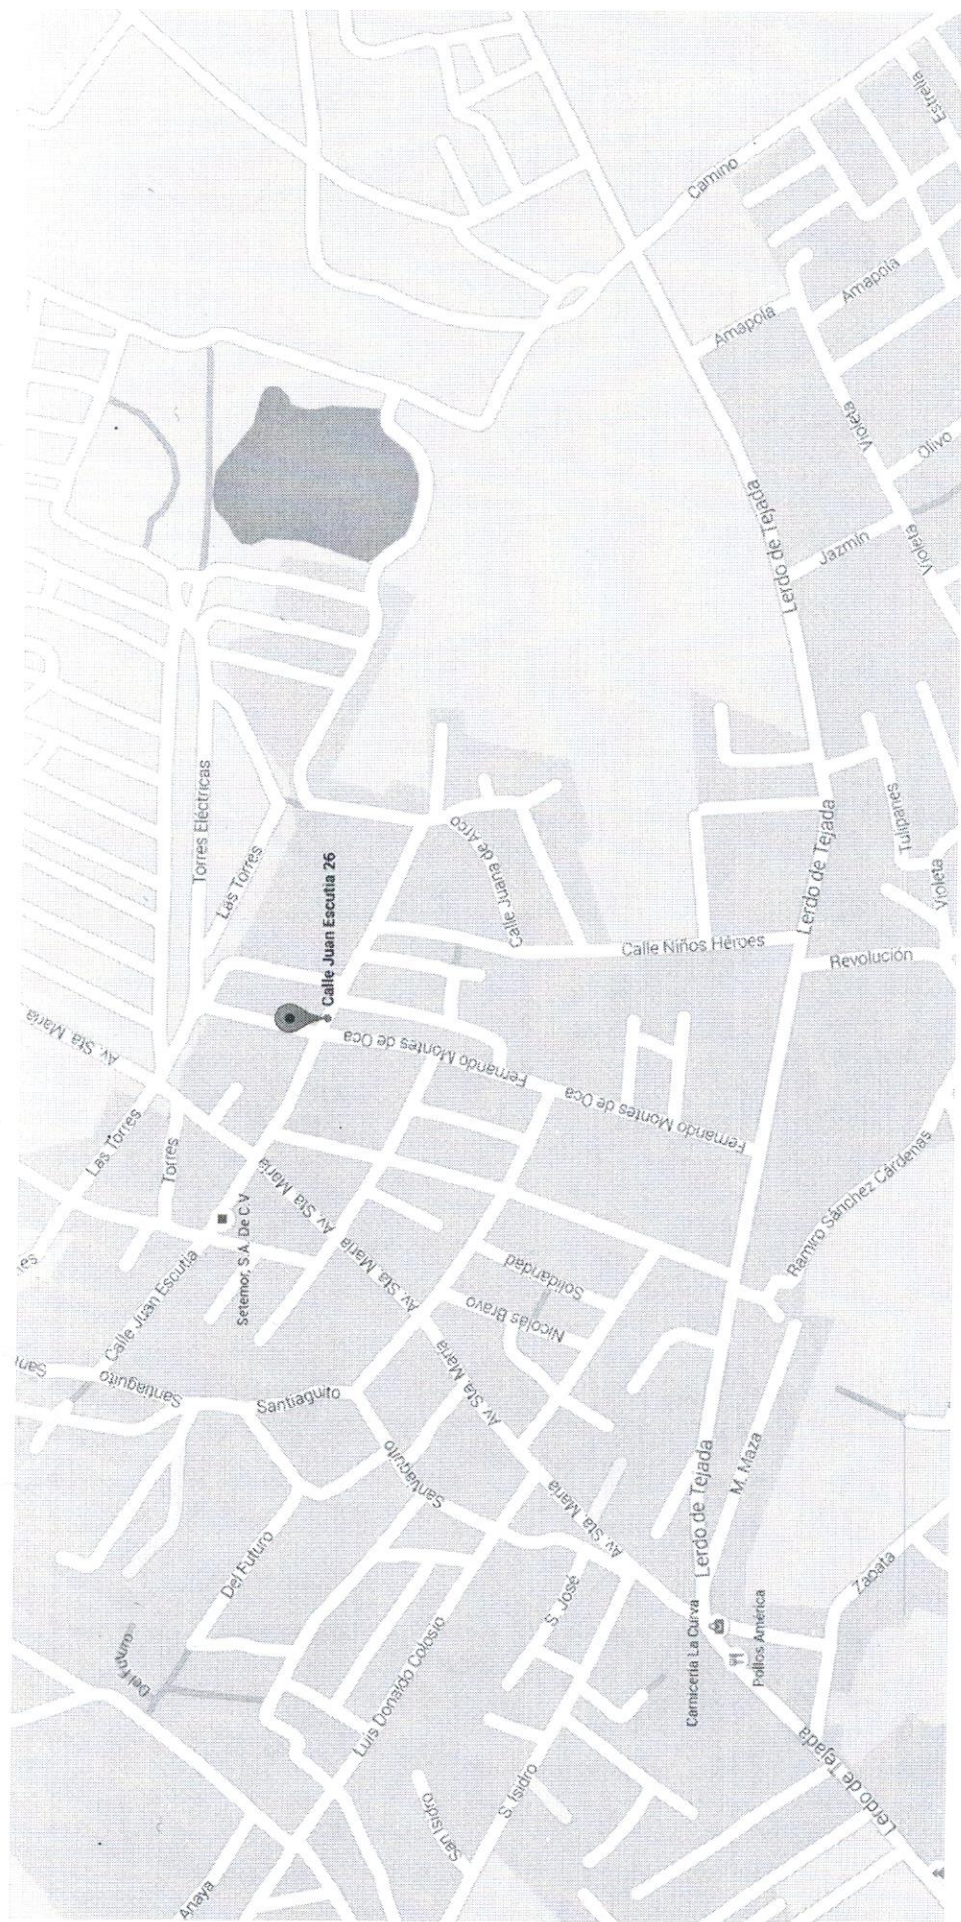 Estrella
Camino
Amapola
Amapola
Violeta
Olivo
Lerdo de Tejada
Jazmín
Violeta
Lerdo de Tejada
Torres Eléctricas
Las Torres
Calle Juan Escutia 26
Calle Juana de Arco
Tulipanes
Violeta
Lerdo de Tejada
Calle Niños Héroes
Revolución
Av. Sta. María
Fernando Montes de Oca
Fernando Montes de Oca
Las Torres
Torres
Av. Sta. María
Av. Sta. María
Setemor, S.A. De C.V
Calle Juan Escutia
Solidaridad
Nicolás Bravo
Ramiro Sánchez Cárdenas
Santiaguito
Santiaguito
Av. Sta. María
Santiaguito
Av. Sta. María
Lerdo de Tejada
M. Maza
Del Futuro
Del Futuro
Luis Donaldo Colosio
S. José
Zapata
Carnicería La Curva
Pollos América
Lerdo de Tejada
San Isidro
S. Isidro
Anaya